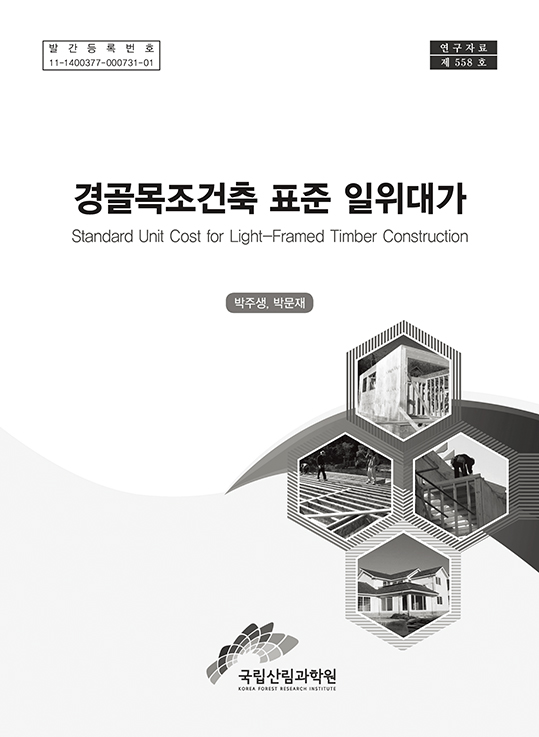 발 간 등 록 번 호
11-1400377-000731-01
연 구 자 료
제 558 호
경골목조건축 표준 일위대가
Standard Unit Cost for Light-Framed Timber Construction
박주생, 박문재
국립산림과학원
KOREA FOREST RESEARCH INSTITUTE